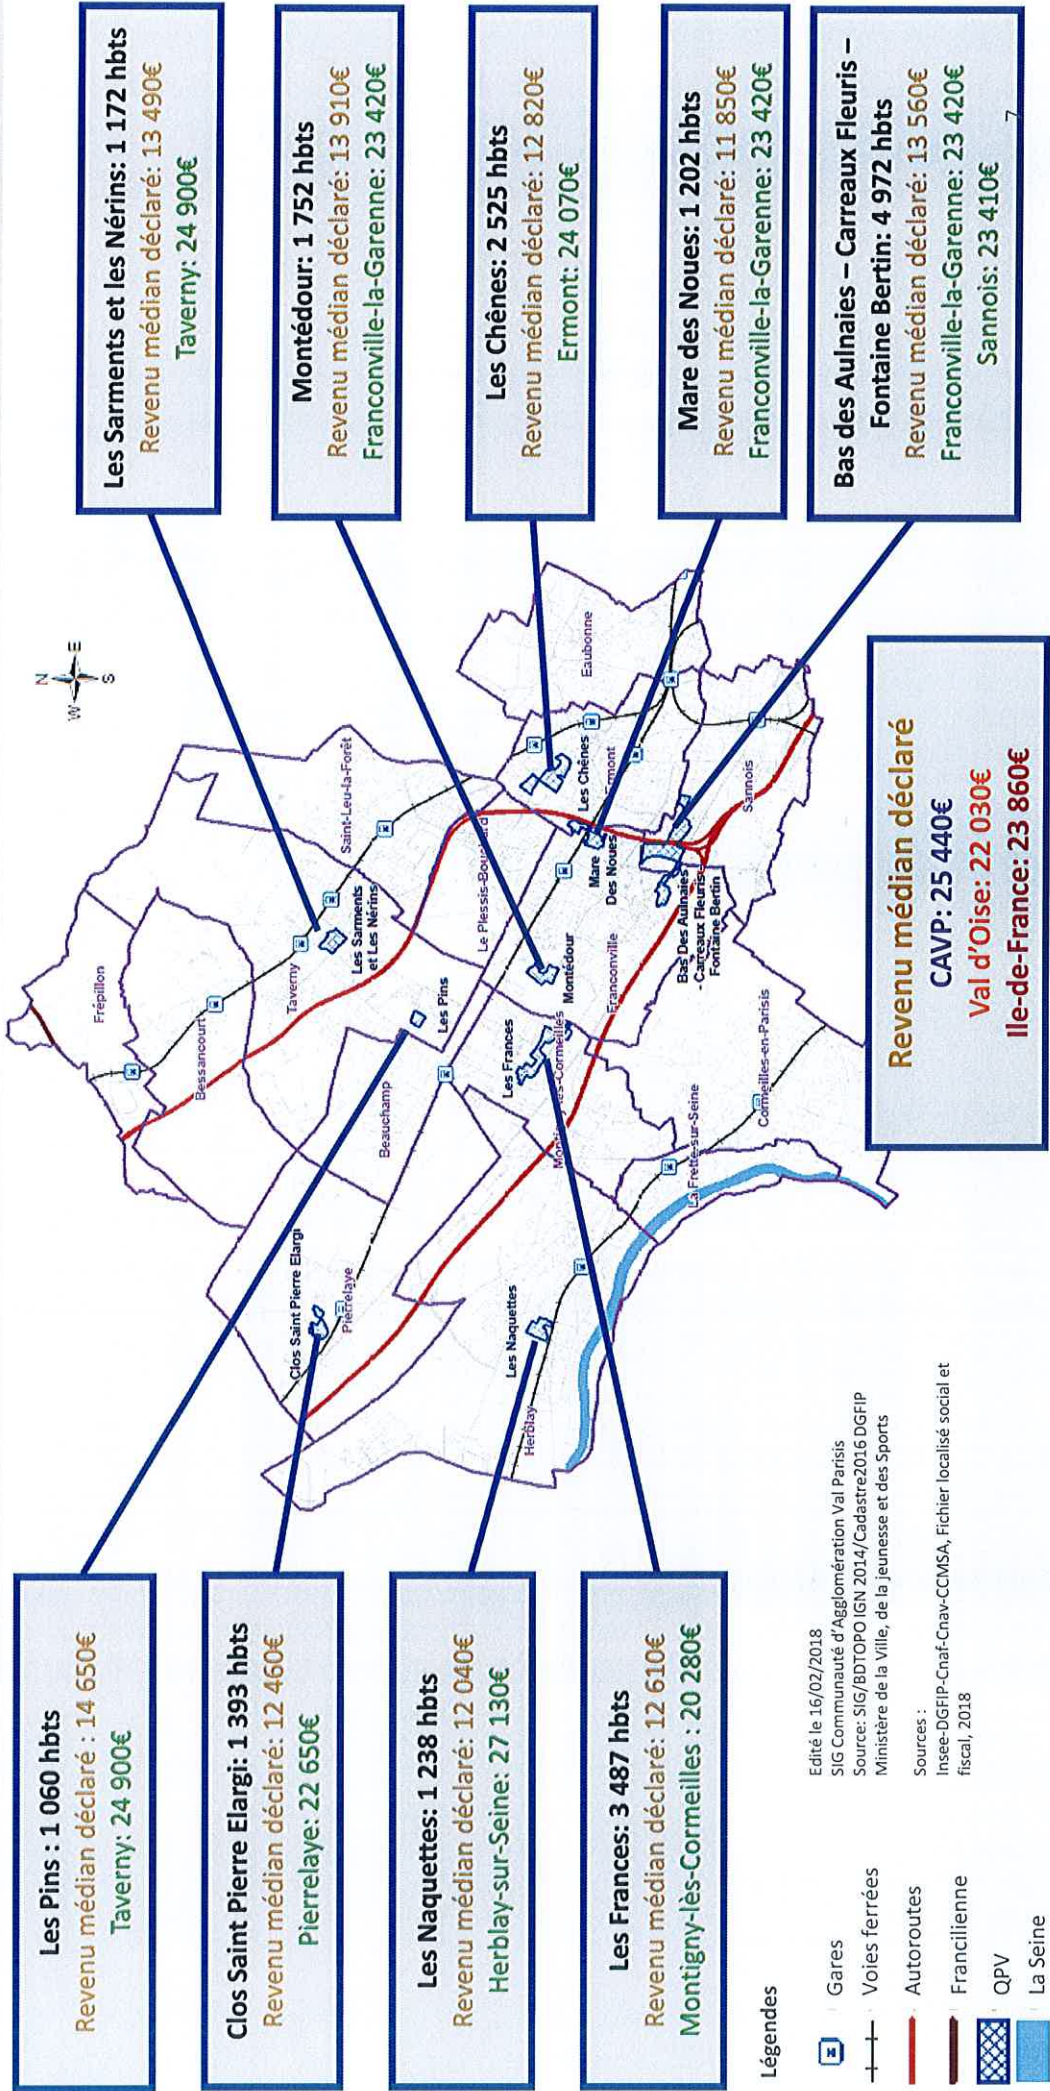 Les Pins : 1 060 hbts
Revenu médian déclaré : 14 650€
Taverny: 24 900€
Clos Saint Pierre Elargi: 1 393 hbts
Revenu médian déclaré: 12 460€
Pierrelaye: 22 650€
Les Naquettes: 1 238 hbts
Revenu médian déclaré: 12 040€
Herblay-sur-Seine: 27 130€
Les Frances: 3 487 hbts
Revenu médian déclaré: 12 610€
Montigny-lès-Cormeilles : 20 280€
Légendes
Gares
Voies ferrées
Autoroutes
Francilienne
QPV
La Seine
Edité le 16/02/2018
SIG Communauté d'Agglomération Val Parisis
Source: SIG/BDTOPO IGN 2014/Cadastre2016 DGFIP
Ministère de la Ville, de la jeunesse et des Sports
Sources :
Insee-DGFIP-Cnaf-Cnav-CCMSA, Fichier localisé social et
fiscal, 2018
N
W
E
S
Frépillon
Bessancourt
Taverny
Saint-Leu-la-Forêt
Les Sarments
et Les Nérins
Les Pins
Beauchamp
Le Plessis-Bouchard
Clos Saint Pierre Elargi
Pierrelaye
Les Frances
Montédour
Les Naquettes
Herblay
Montigny-lès-Cormeilles
Franconville
Les Chênes
Eaubonne
Ermont
Mare
Des Noues
Bas Des Aulnaies
- Carreaux Fleuris-
Fontaine Bertin
Sannois
La Frette-sur-Seine
Cormeilles-en-Parisis
Les Sarments et les Nérins: 1 172 hbts
Revenu médian déclaré: 13 490€
Taverny: 24 900€
Montédour: 1 752 hbts
Revenu médian déclaré: 13 910€
Franconville-la-Garenne: 23 420€
Les Chênes: 2 525 hbts
Revenu médian déclaré: 12 820€
Ermont: 24 070€
Mare des Noues: 1 202 hbts
Revenu médian déclaré: 11 850€
Franconville-la-Garenne: 23 420€
Bas des Aulnaies – Carreaux Fleuris –
Fontaine Bertin: 4 972 hbts
Revenu médian déclaré: 13 560€
Franconville-la-Garenne: 23 420€
Sannois: 23 410€
Revenu médian déclaré
CAVP: 25 440€
Val d'Oise: 22 030€
Ile-de-France: 23 860€
7